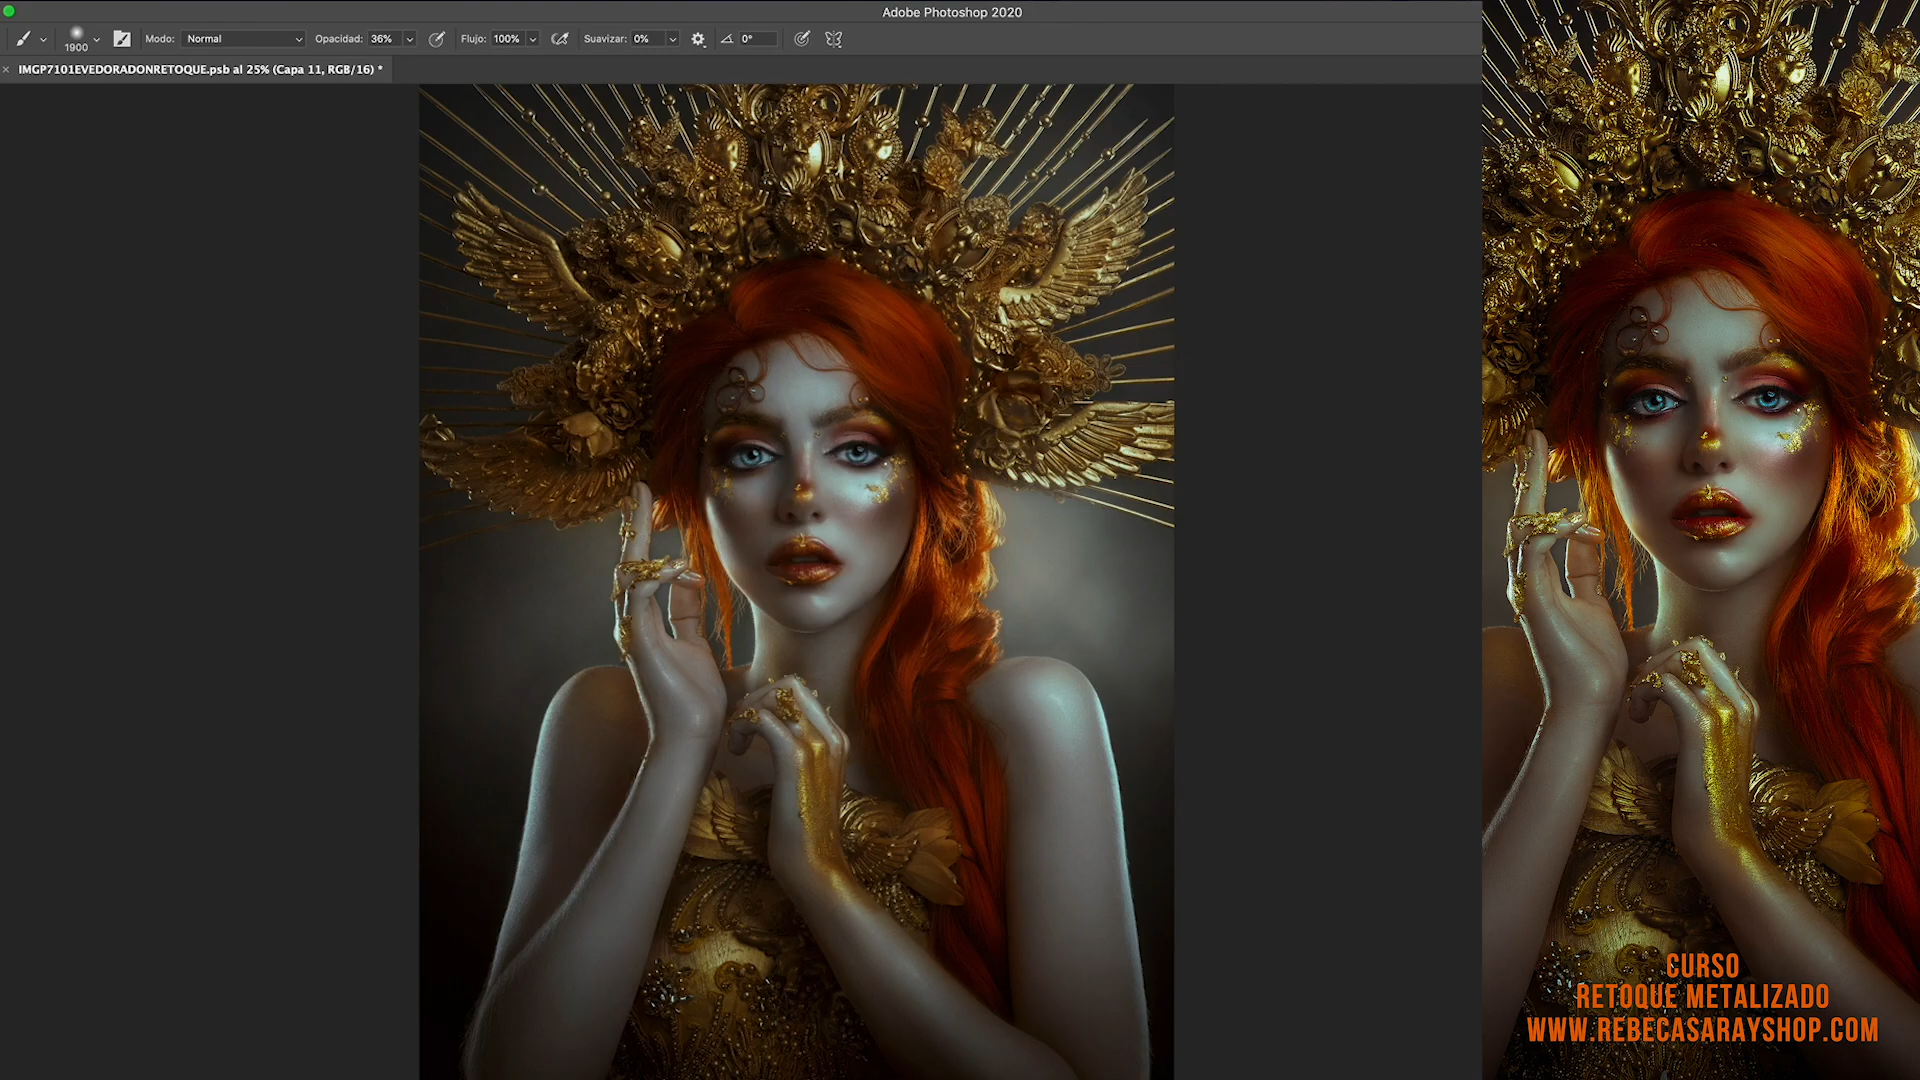 Adobe Photoshop 2020
1900 Modo: Normal Opacidad: 36% Flujo: 100% Suavizar: 0% 0°
IMGP7101EVEDORADONRETOQUE.psb al 25% (Capa 11, RGB/16) *
CURSO
RETOQUE METALIZADO
WWW.REBECASARAYSHOP.COM